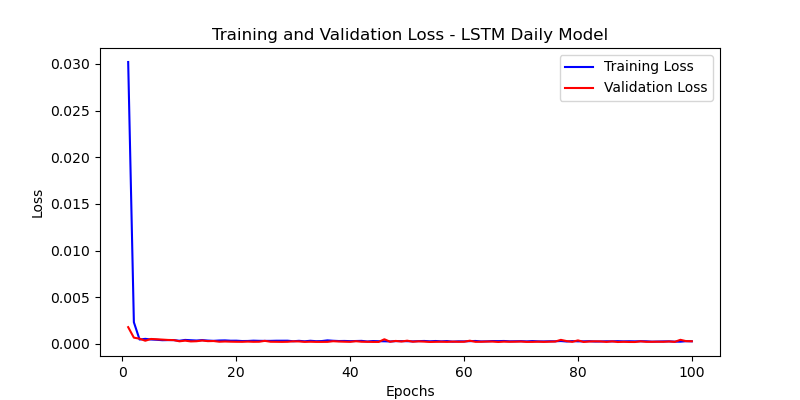 Training and Validation Loss - LSTM Daily Model
Training Loss
Validation Loss
Loss
0.030
0.025
0.020
0.015
0.010
0.005
0.000
0 20 40 60 80 100
Epochs